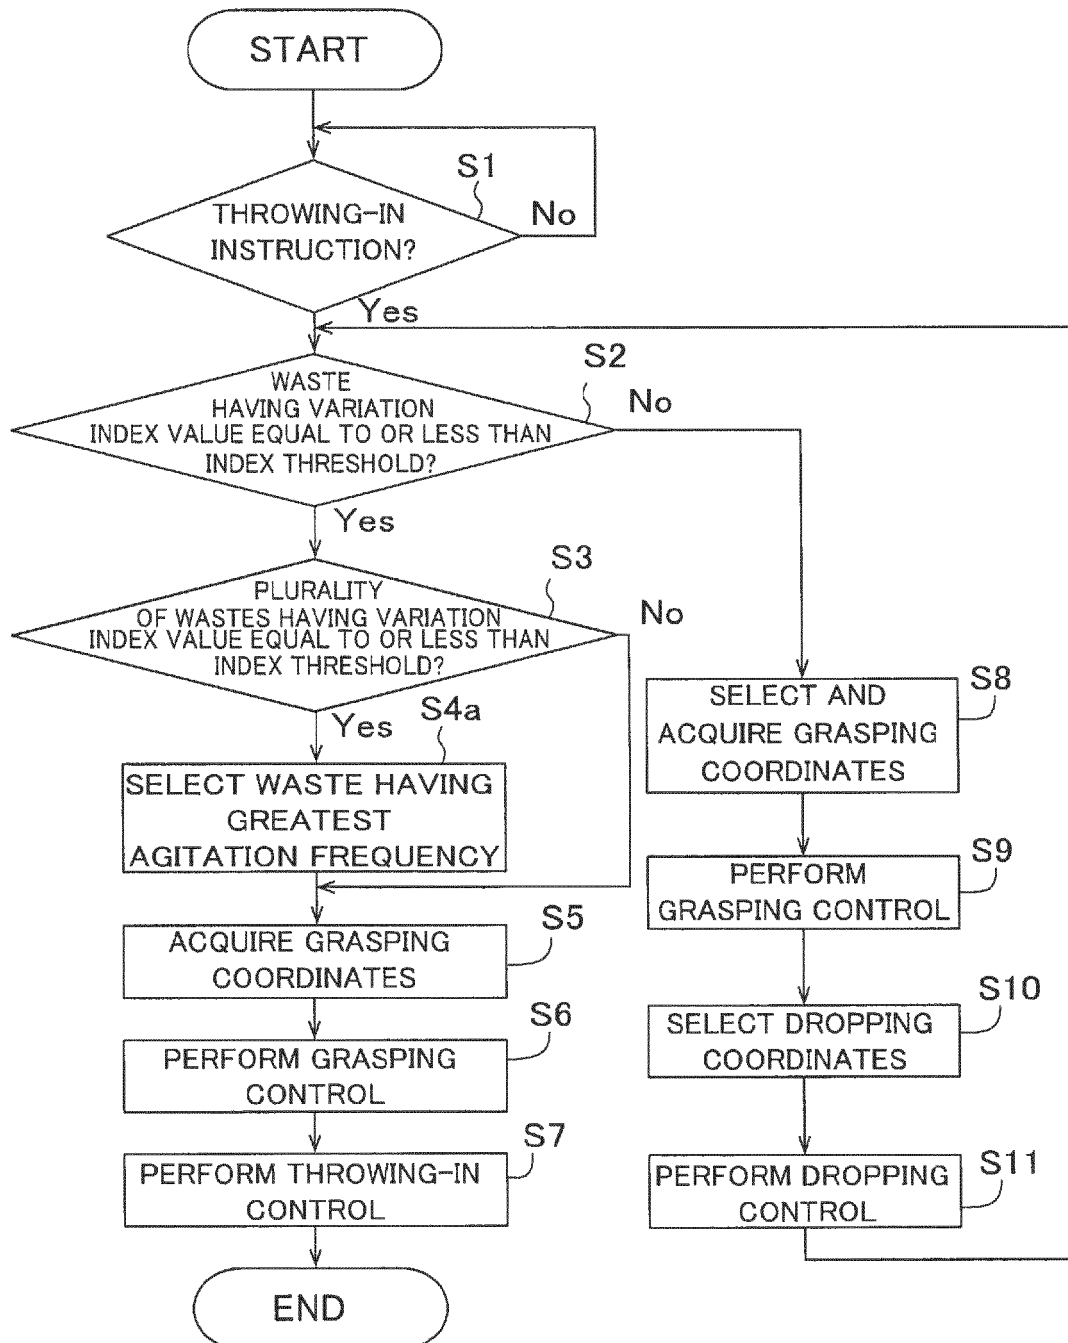 START
S1
THROWING-IN
INSTRUCTION?
No
Yes
S2
WASTE
HAVING VARIATION
INDEX VALUE EQUAL TO OR LESS THAN
INDEX THRESHOLD?
No
Yes
S3
PLURALITY
OF WASTES HAVING VARIATION
INDEX VALUE EQUAL TO OR LESS THAN
INDEX THRESHOLD?
No
Yes
S4a
SELECT WASTE HAVING
GREATEST
AGITATION FREQUENCY
S5
ACQUIRE GRASPING
COORDINATES
S6
PERFORM GRASPING
CONTROL
S7
PERFORM THROWING-IN
CONTROL
END
S8
SELECT AND
ACQUIRE GRASPING
COORDINATES
S9
PERFORM
GRASPING CONTROL
S10
SELECT DROPPING
COORDINATES
S11
PERFORM DROPPING
CONTROL